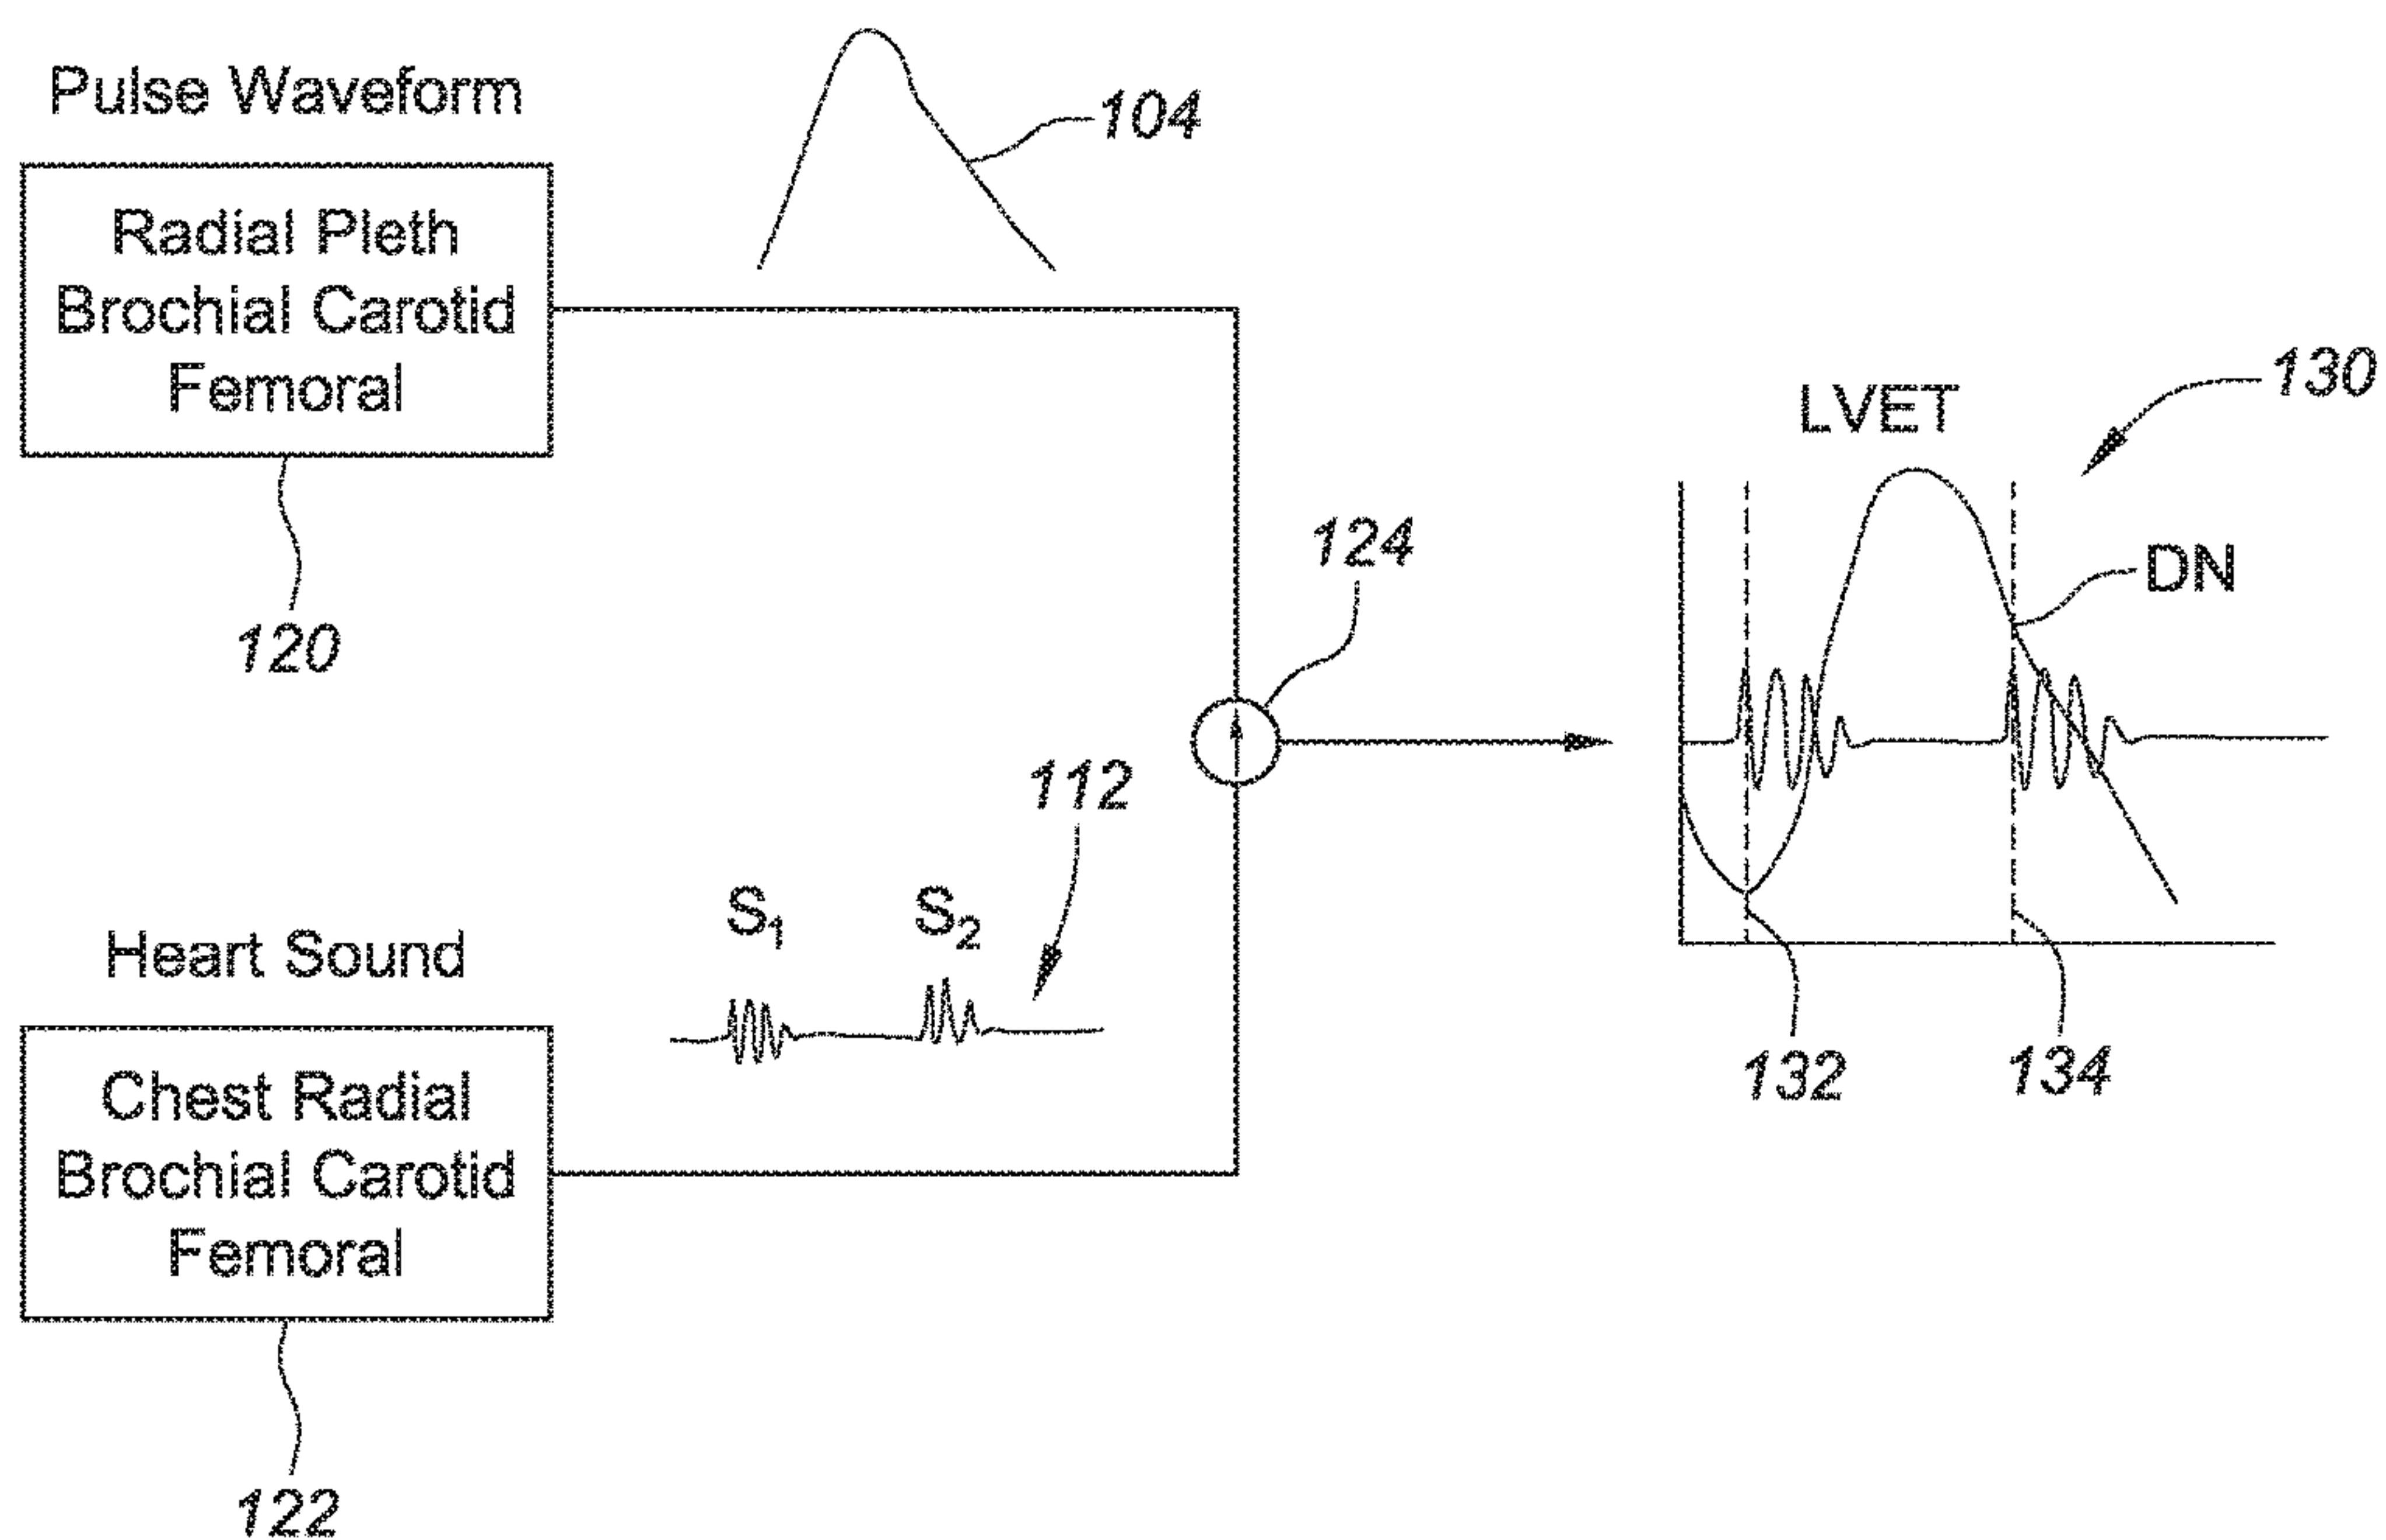 Pulse Waveform
Radial Pleth
Brochial Carotid
Femoral
120
104
124
LVET
130
DN
132
134
112
S1
S2
Heart Sound
Chest Radial
Brochial Carotid
Femoral
122